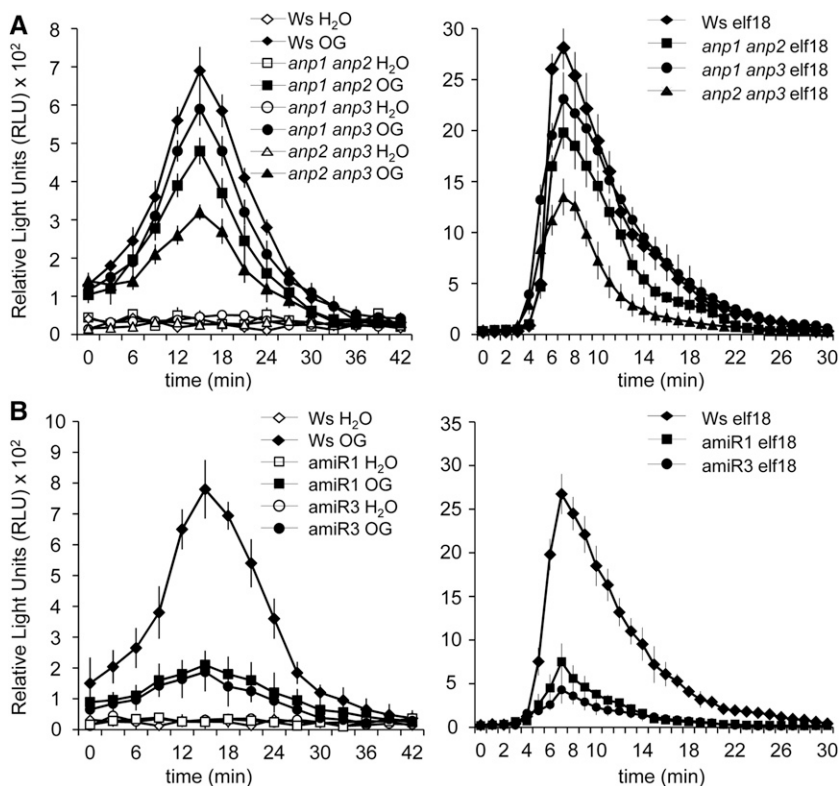 A
Relative Light Units (RLU) x 10²
8
7
6
5
4
3
2
1
0
0 6 12 15 18 24 30 36 42
time (min)
Ws H₂O
Ws OG
anp1 anp2 H₂O
anp1 anp2 OG
anp1 anp3 H₂O
anp1 anp3 OG
anp2 anp3 H₂O
anp2 anp3 OG
30
25
20
15
10
5
0
0 2 4 6 8 10 14 18 22 26 30
time (min)
Ws elf18
anp1 anp2 elf18
anp1 anp3 elf18
anp2 anp3 elf18
B
Relative Light Units (RLU) x 10²
10
9
8
7
6
5
4
3
2
1
0
0 6 12 15 18 24 30 36 42
time (min)
Ws H₂O
Ws OG
amiR1 H₂O
amiR1 OG
amiR3 H₂O
amiR3 OG
35
30
25
20
15
10
5
0
0 2 4 6 8 10 14 18 22 26 30
time (min)
Ws elf18
amiR1 elf18
amiR3 elf18